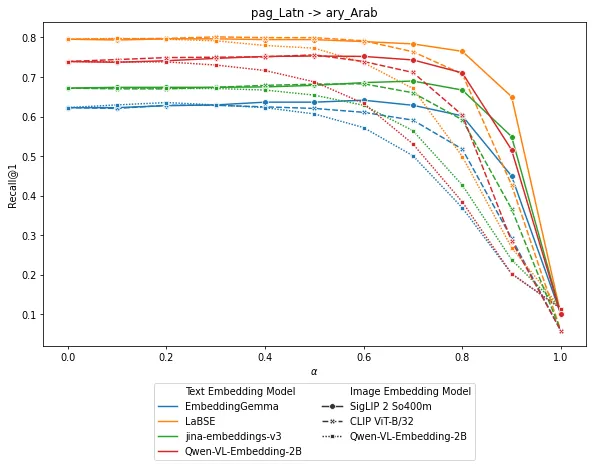 pag_Latn -> ary_Arab
Recall@1
0.8
0.7
0.6
0.5
0.4
0.3
0.2
0.1
0.0 0.2 0.4 0.6 0.8 1.0
α
Text Embedding Model Image Embedding Model
EmbeddingGemma SigLIP 2 So400m
LaBSE CLIP ViT-B/32
jina-embeddings-v3 Qwen-VL-Embedding-2B
Qwen-VL-Embedding-2B